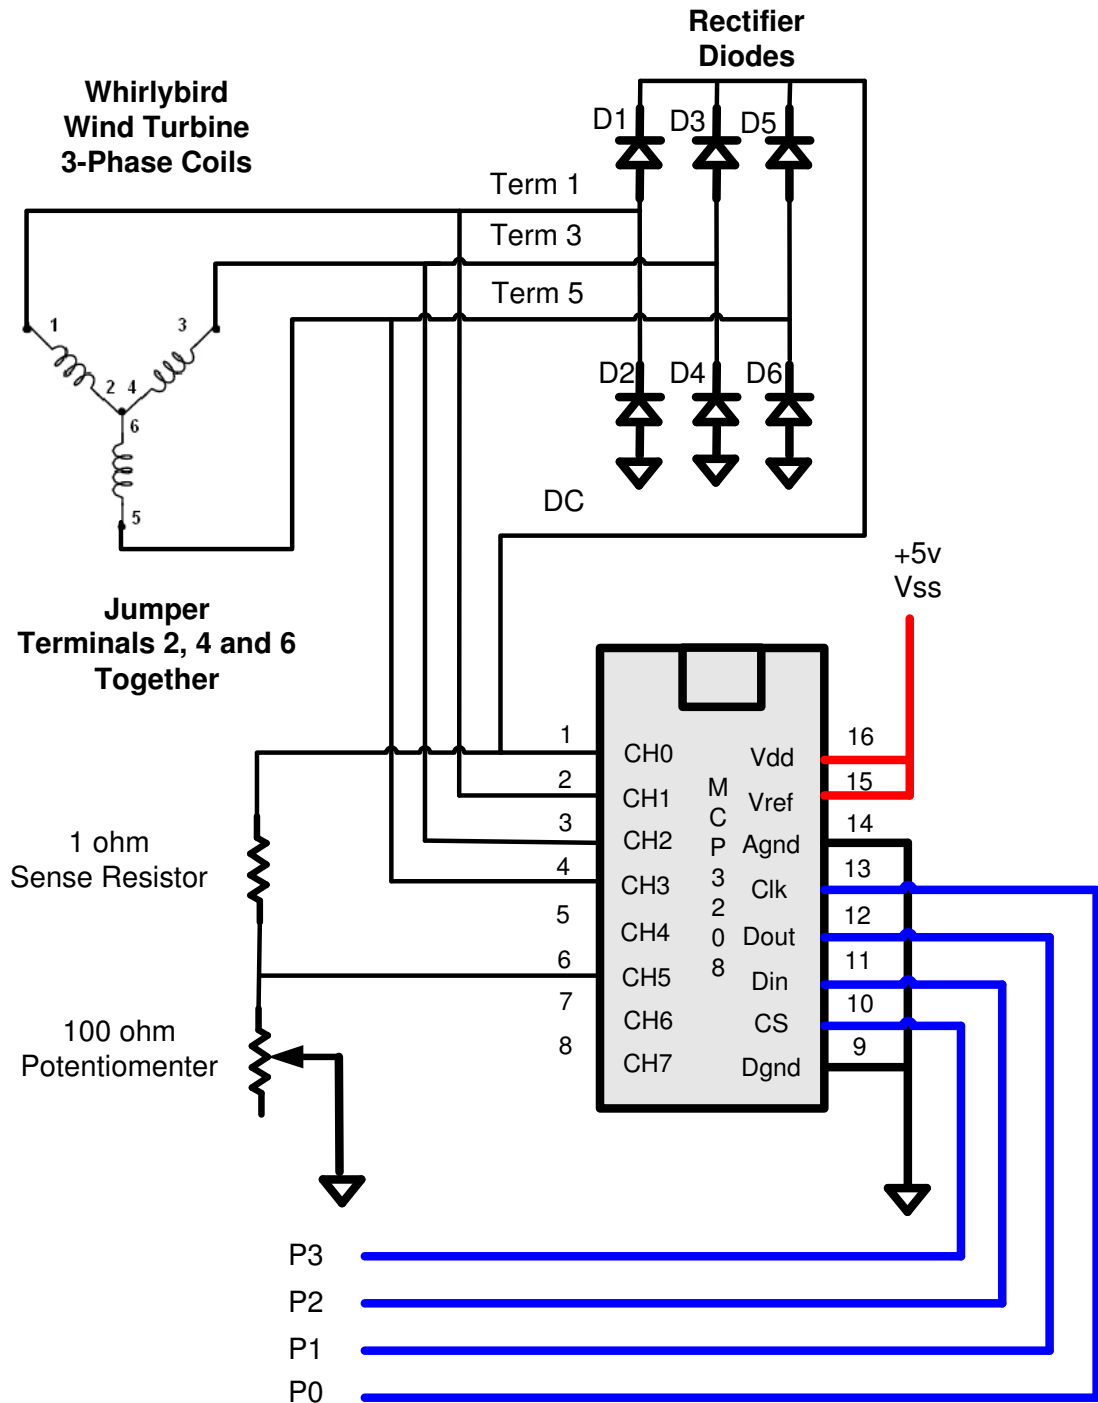 Rectifier
Diodes
Whirlybird
Wind Turbine
3-Phase Coils
D1
D3
D5
Term 1
Term 3
Term 5
1
3
2
4
6
5
D2
D4
D6
DC
+5v
Vss
Jumper
Terminals 2, 4 and 6
Together
1
2
3
4
5
6
7
8
CH0
CH1
CH2
CH3
CH4
CH5
CH6
CH7
M
C
P
3
2
0
8
Vdd
Vref
Agnd
Clk
Dout
Din
CS
Dgnd
16
15
14
13
12
11
10
9
1 ohm
Sense Resistor
100 ohm
Potentiomenter
P3
P2
P1
P0